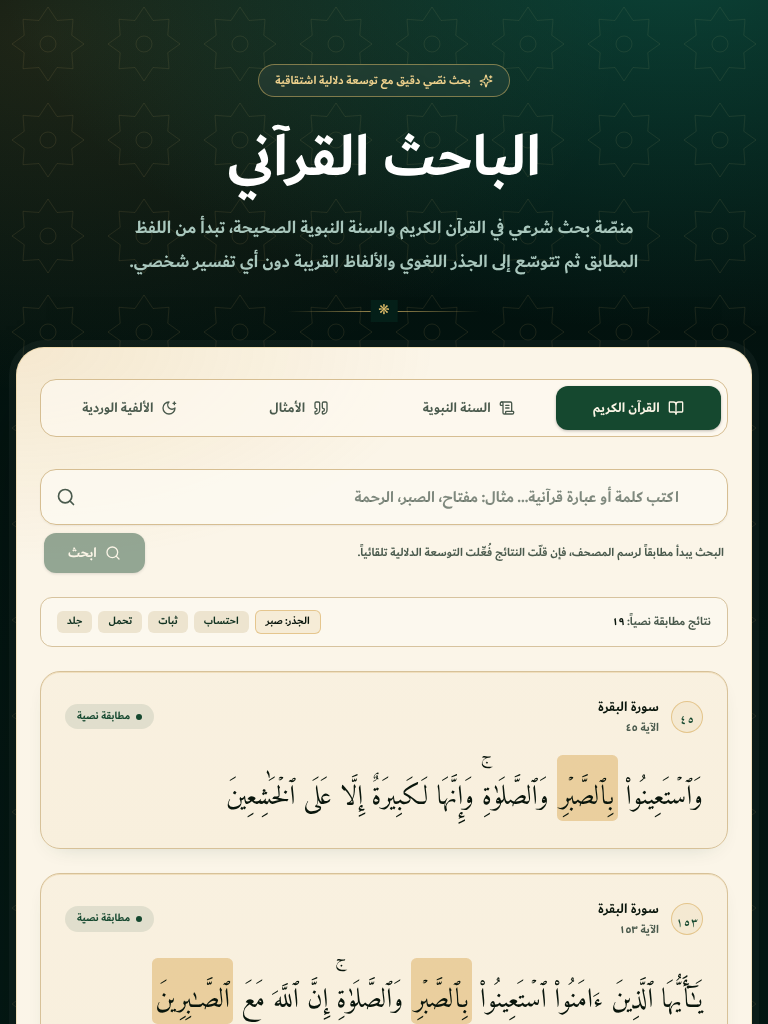 بحث نصّي دقيق مع توسعة دلالية اشتقاقية
الباحث القرآني
منصّة بحث شرعي في القرآن الكريم والسنة النبوية الصحيحة، تبدأ من اللفظ
المطابق ثم تتوسّع إلى الجذر اللغوي والألفاظ القريبة دون أي تفسير شخصي.
القرآن الكريم
السنة النبوية
الأمثال
الألفية الوردية
اكتب كلمة أو عبارة قرآنية... مثال: مفتاح، الصبر، الرحمة
البحث يبدأ مطابقاً لرسم المصحف، فإن قلّت النتائج فُعّلت التوسعة الدلالية تلقائياً.
ابحث
نتائج مطابقة نصياً: ١٩
الجذر: صبر
احتساب
ثبات
تحمل
جلد
٤٥
سورة البقرة
الآية ٤٥
مطابقة نصية
وَٱسْتَعِينُوا۟ بِٱلصَّبْرِ وَٱلصَّلَوٰةِ ۚ وَإِنَّهَا لَكَبِيرَةٌ إِلَّا عَلَى ٱلْخَـٰشِعِينَ
١٥٣
سورة البقرة
الآية ١٥٣
مطابقة نصية
يَـٰٓأَيُّهَا ٱلَّذِينَ ءَامَنُوا۟ ٱسْتَعِينُوا۟ بِٱلصَّبْرِ وَٱلصَّلَوٰةِ ۚ إِنَّ ٱللَّهَ مَعَ ٱلصَّـٰبِرِينَ